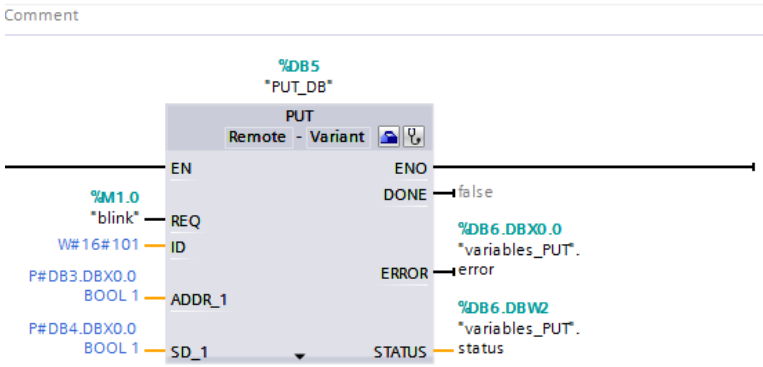 Comment
%DB5
"PUT_DB"
PUT
Remote - Variant
EN
ENO
DONE
false
%M1.0
"blink"
REQ
W#16#101
ID
%DB6.DBX0.0
"variables_PUT".
error
ERROR
P#DB3.DBX0.0
BOOL 1
ADDR_1
%DB6.DBW2
"variables_PUT".
status
STATUS
P#DB4.DBX0.0
BOOL 1
SD_1